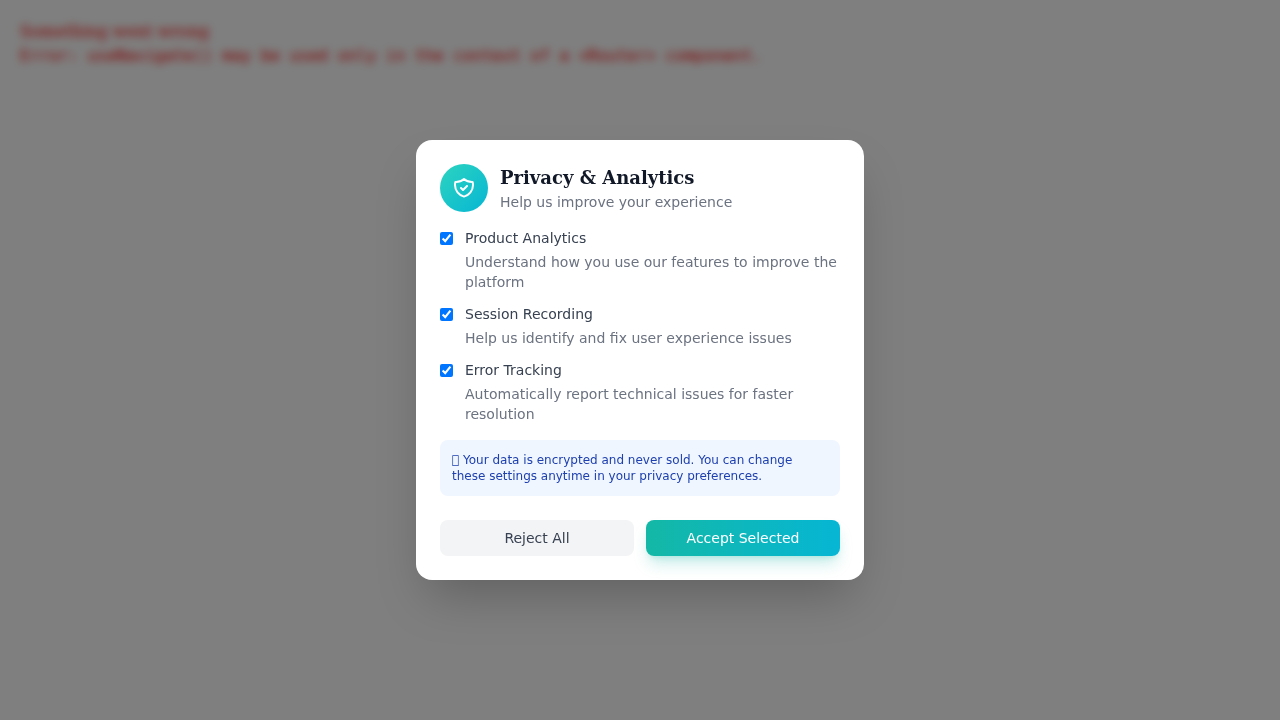 Something went wrong
Error: useNavigate() may be used only in the context of a <Router> component.
Privacy & Analytics
Help us improve your experience
Product Analytics
Understand how you use our features to improve the
platform
Session Recording
Help us identify and fix user experience issues
Error Tracking
Automatically report technical issues for faster
resolution
Your data is encrypted and never sold. You can change
these settings anytime in your privacy preferences.
Reject All
Accept Selected